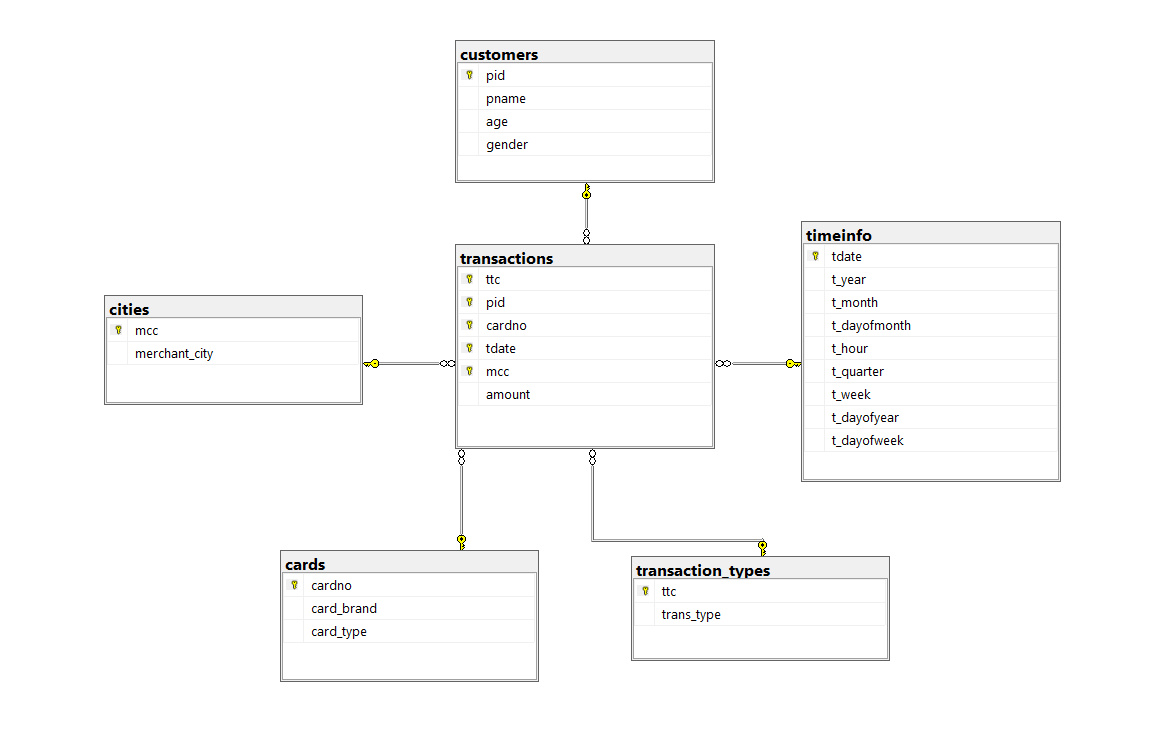 customers
pid
pname
age
gender
transactions
ttc
pid
cardno
tdate
mcc
amount
timeinfo
tdate
t_year
t_month
t_dayofmonth
t_hour
t_quarter
t_week
t_dayofyear
t_dayofweek
cities
mcc
merchant_city
cards
cardno
card_brand
card_type
transaction_types
ttc
trans_type